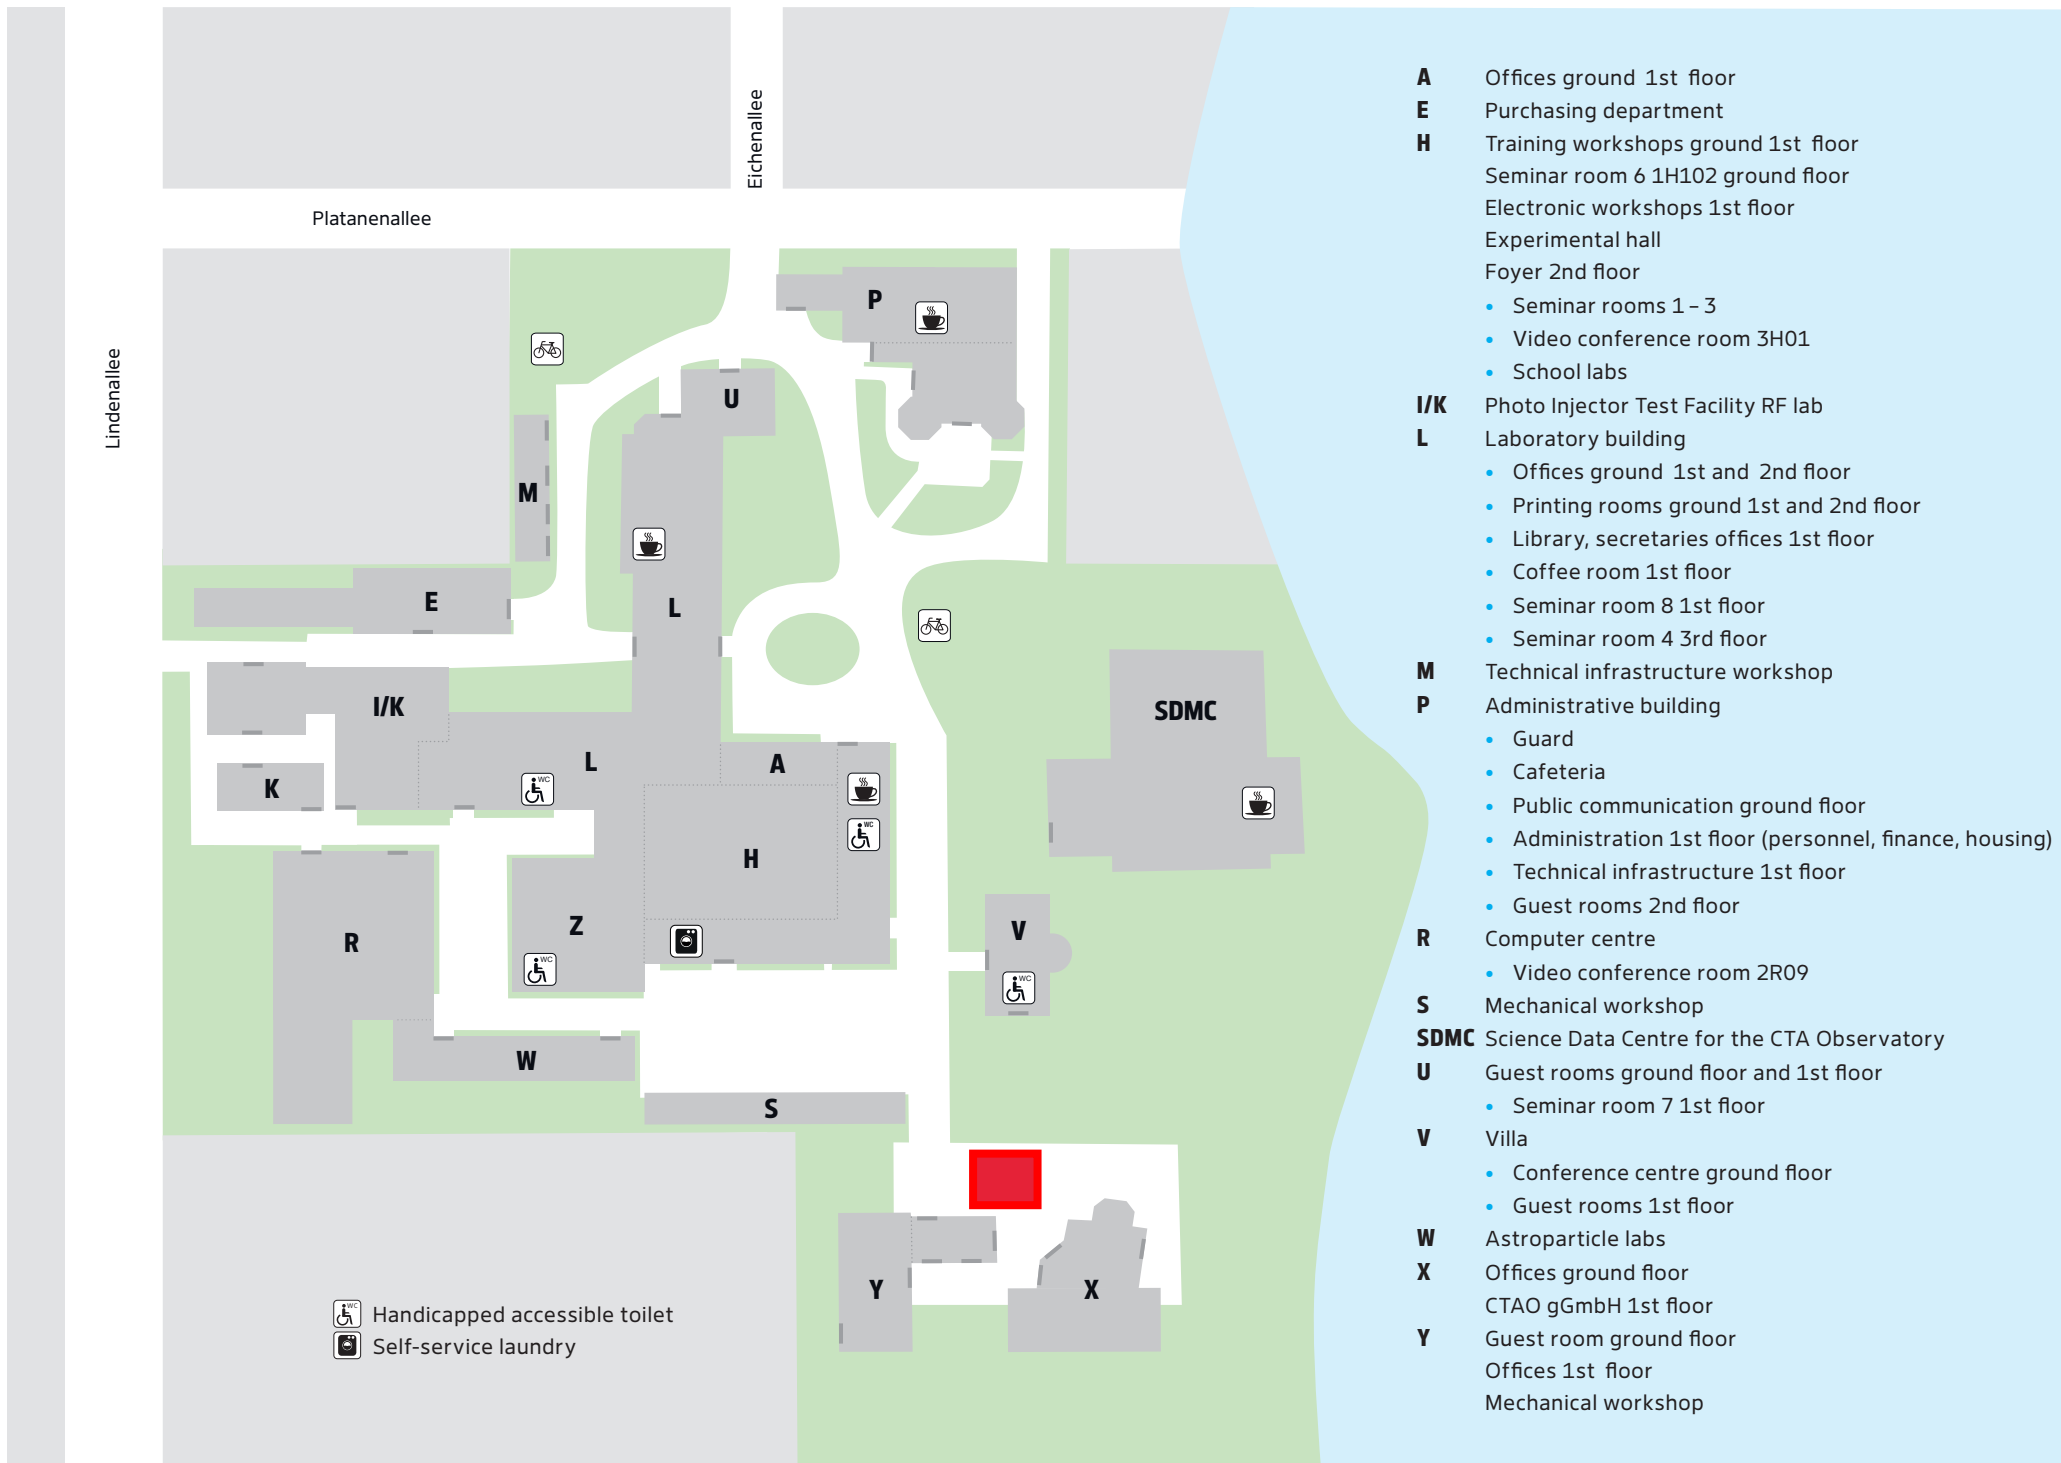 Eichenallee
Platanenallee
Lindenallee
P
U
M
E
L
I/K
SDMC
L
A
K
WC
WC
H
Z
V
R
WC
WC
W
S
Y
X
WC Handicapped accessible toilet
Self-service laundry
A Offices ground 1st floor
E Purchasing department
H Training workshops ground 1st floor
Seminar room 6 1H102 ground floor
Electronic workshops 1st floor
Experimental hall
Foyer 2nd floor
• Seminar rooms 1 – 3
• Video conference room 3H01
• School labs
I/K Photo Injector Test Facility RF lab
L Laboratory building
• Offices ground 1st and 2nd floor
• Printing rooms ground 1st and 2nd floor
• Library, secretaries offices 1st floor
• Coffee room 1st floor
• Seminar room 8 1st floor
• Seminar room 4 3rd floor
M Technical infrastructure workshop
P Administrative building
• Guard
• Cafeteria
• Public communication ground floor
• Administration 1st floor (personnel, finance, housing)
• Technical infrastructure 1st floor
• Guest rooms 2nd floor
R Computer centre
• Video conference room 2R09
S Mechanical workshop
SDMC Science Data Centre for the CTA Observatory
U Guest rooms ground floor and 1st floor
• Seminar room 7 1st floor
V Villa
• Conference centre ground floor
• Guest rooms 1st floor
W Astroparticle labs
X Offices ground floor
CTAO gGmbH 1st floor
Y Guest room ground floor
Offices 1st floor
Mechanical workshop